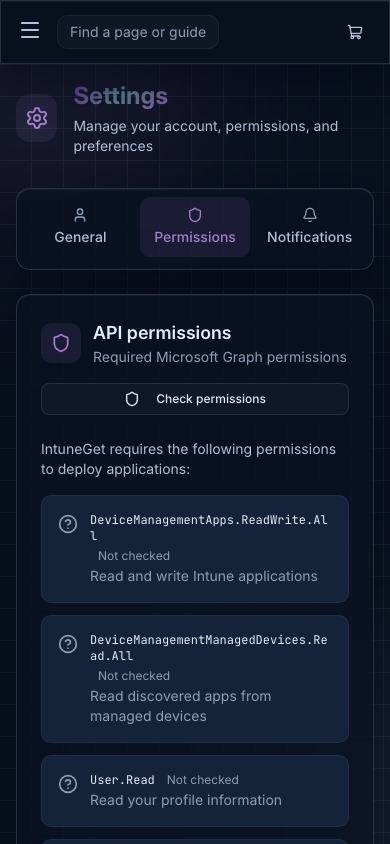 Find a page or guide
Settings
Manage your account, permissions, and
preferences
General
Permissions
Notifications
API permissions
Required Microsoft Graph permissions
Check permissions
IntuneGet requires the following permissions
to deploy applications:
DeviceManagementApps.ReadWrite.Al
l
Not checked
Read and write Intune applications
DeviceManagementManagedDevices.Re
ad.All
Not checked
Read discovered apps from
managed devices
User.Read Not checked
Read your profile information